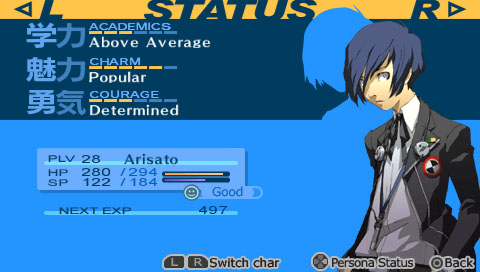 L STATUS R
学力 ACADEMICS
Above Average
魅力 CHARM
Popular
勇気 COURAGE
Determined
PLV 28 Arisato
HP 280 /294
SP 122 /184
Good
NEXT EXP 497
L R Switch char Persona Status Back